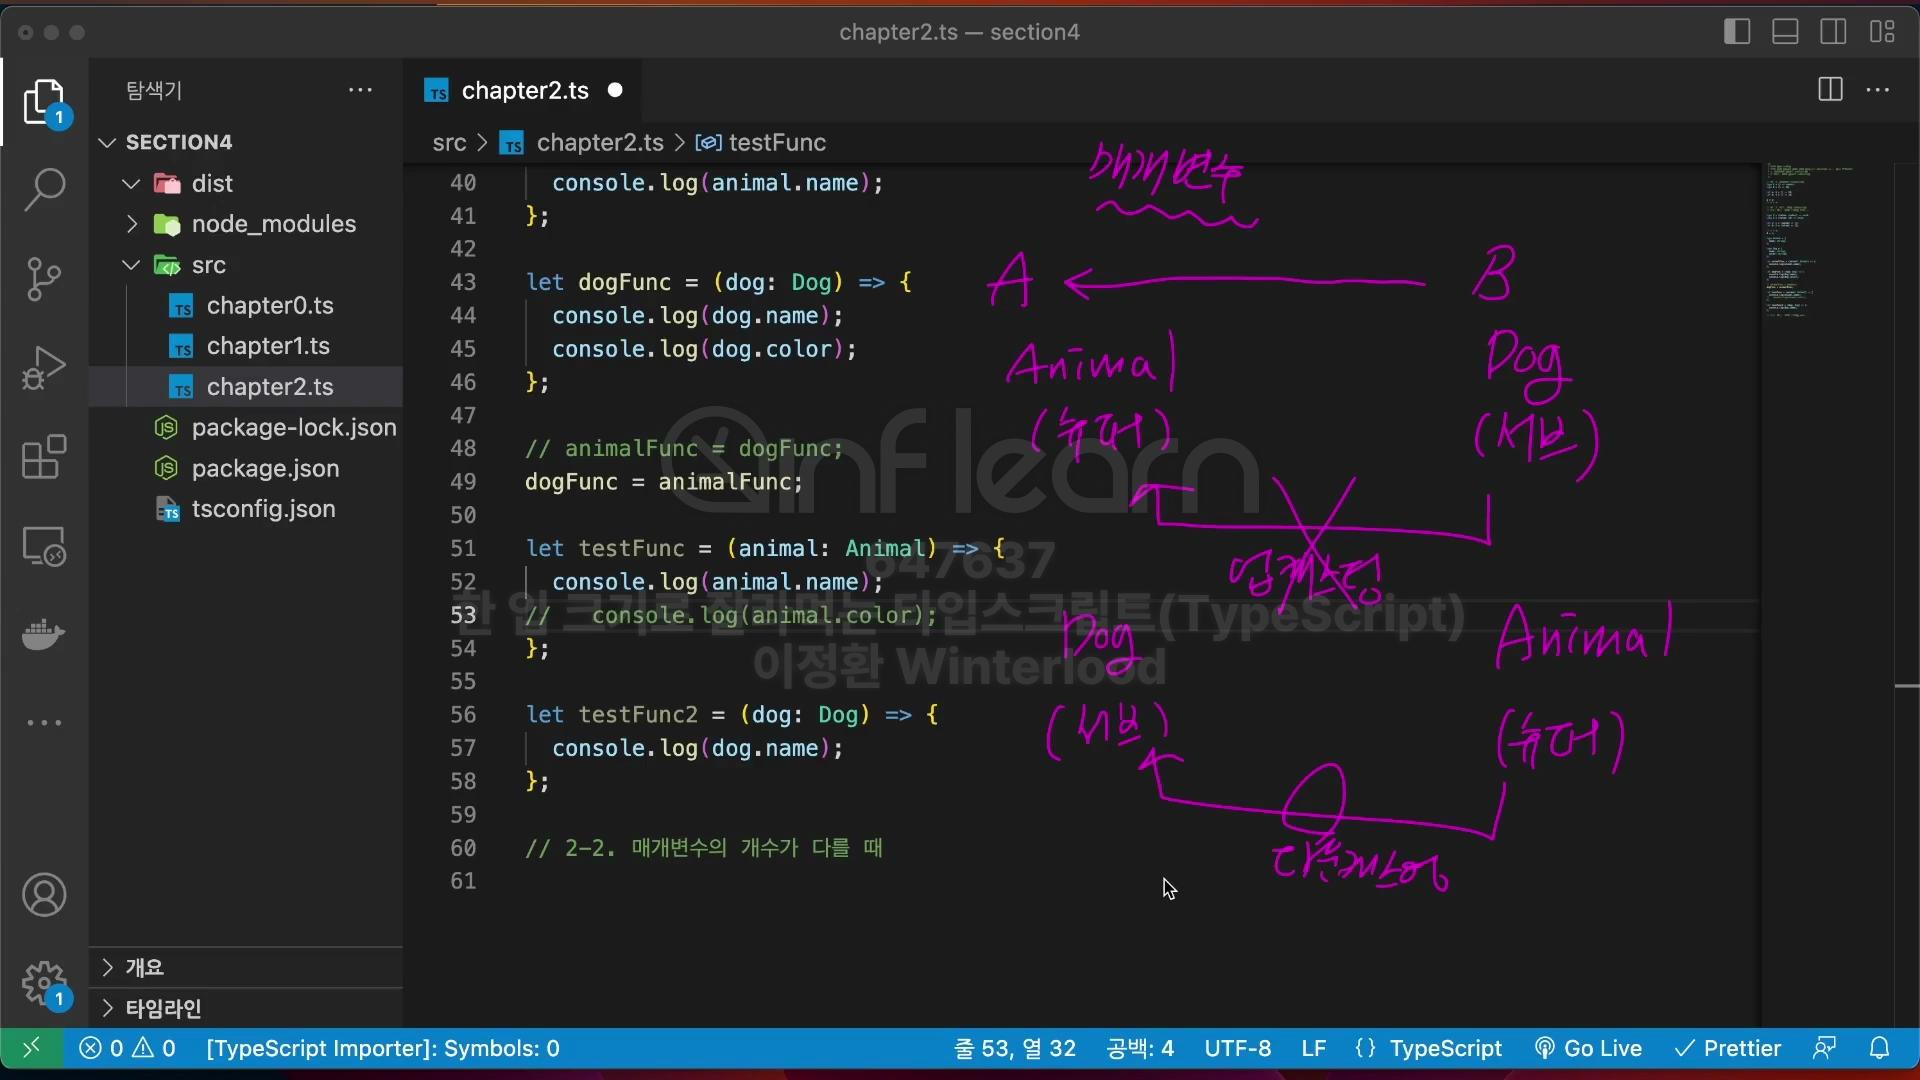 chapter2.ts — section4
탐색기
SECTION4
dist
node_modules
src
chapter0.ts
chapter1.ts
chapter2.ts
package-lock.json
package.json
tsconfig.json
개요
타임라인
1
1
chapter2.ts
src > chapter2.ts > testFunc
40 console.log(animal.name);
41 };
42
43 let dogFunc = (dog: Dog) => {
44 console.log(dog.name);
45 console.log(dog.color);
46 };
47
48 // animalFunc = dogFunc;
49 dogFunc = animalFunc;
50
51 let testFunc = (animal: Animal) => {
52 console.log(animal.name);
53 // console.log(animal.color);
54 };
55
56 let testFunc2 = (dog: Dog) => {
57 console.log(dog.name);
58 };
59
60 // 2-2. 매개변수의 개수가 다를 때
61
매개변수
A B
Animal Dog
(슈퍼) (서브)
업캐스팅
Dog Animal
(서브) (슈퍼)
다운캐스팅
inflearn
647637
한 입 크기로 잘라먹는 타입스크립트(TypeScript)
이정환 Winterlood
0 0 [TypeScript Importer]: Symbols: 0 줄 53, 열 32 공백: 4 UTF-8 LF {} TypeScript Go Live Prettier